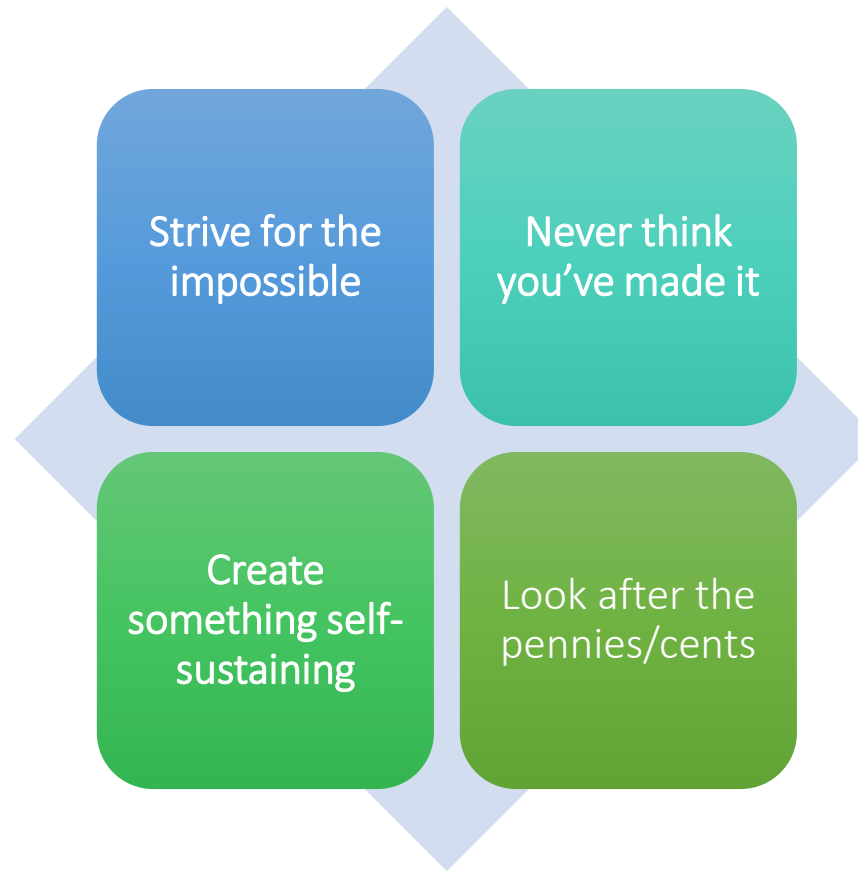 Strive for the
impossible
Never think
you’ve made it
Create
something self-
sustaining
Look after the
pennies/cents